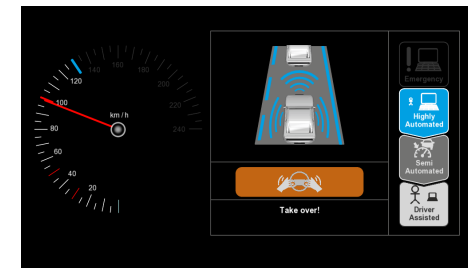 140
160
180
120
200
100
220
km/h
80
240
60
40
20
Take over!
Emergency
Highly
Automated
Semi
Automated
Driver
Assisted